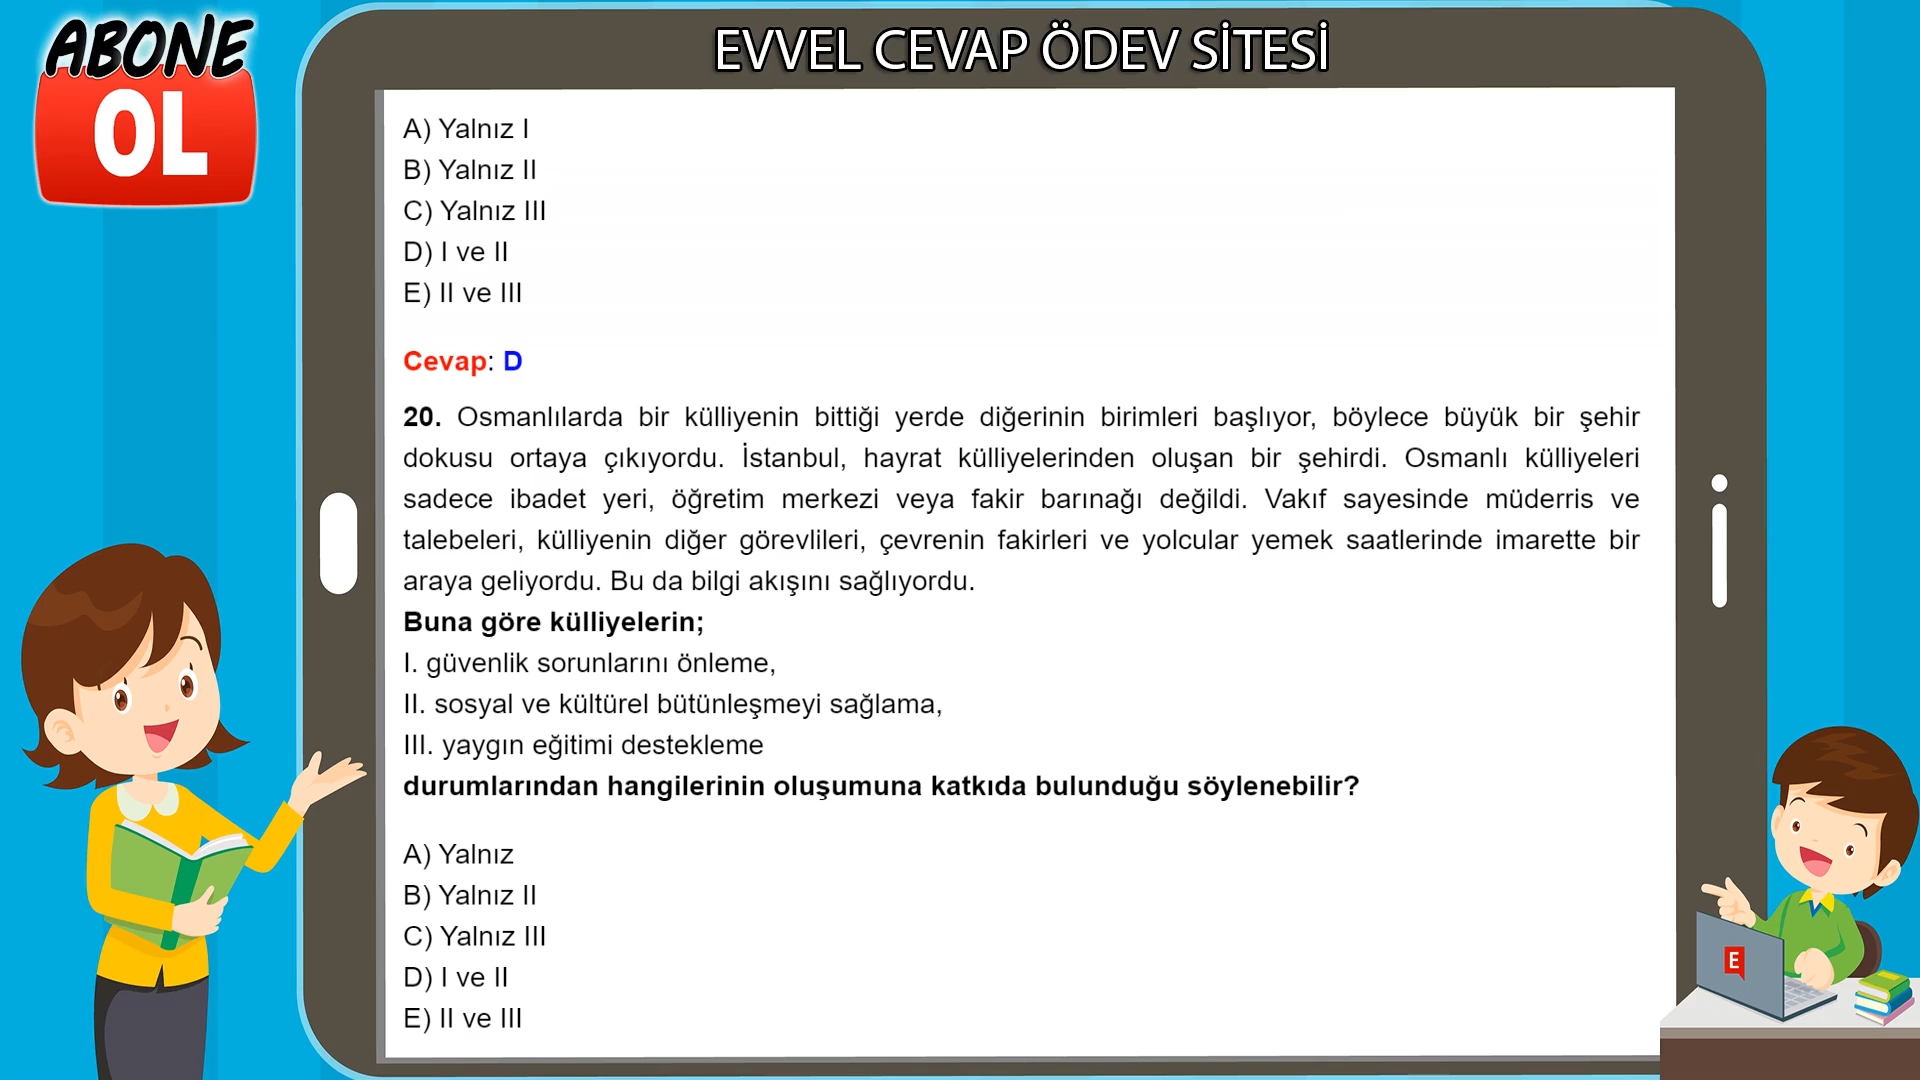 ABONE
OL
EVVEL CEVAP ÖDEV SİTESİ
A) Yalnız I
B) Yalnız II
C) Yalnız III
D) I ve II
E) II ve III
Cevap: D
20. Osmanlılarda bir külliyenin bittiği yerde diğerinin birimleri başlıyor, böylece büyük bir şehir
dokusu ortaya çıkıyordu. İstanbul, hayrat külliyelerinden oluşan bir şehirdi. Osmanlı külliyeleri
sadece ibadet yeri, öğretim merkezi veya fakir barınağı değildi. Vakıf sayesinde müderris ve
talebeleri, külliyenin diğer görevlileri, çevrenin fakirleri ve yolcular yemek saatlerinde imarette bir
araya geliyordu. Bu da bilgi akışını sağlıyordu.
Buna göre külliyelerin;
I. güvenlik sorunlarını önleme,
II. sosyal ve kültürel bütünleşmeyi sağlama,
III. yaygın eğitimi destekleme
durumlarından hangilerinin oluşumuna katkıda bulunduğu söylenebilir?
A) Yalnız
B) Yalnız II
C) Yalnız III
D) I ve II
E) II ve III
E